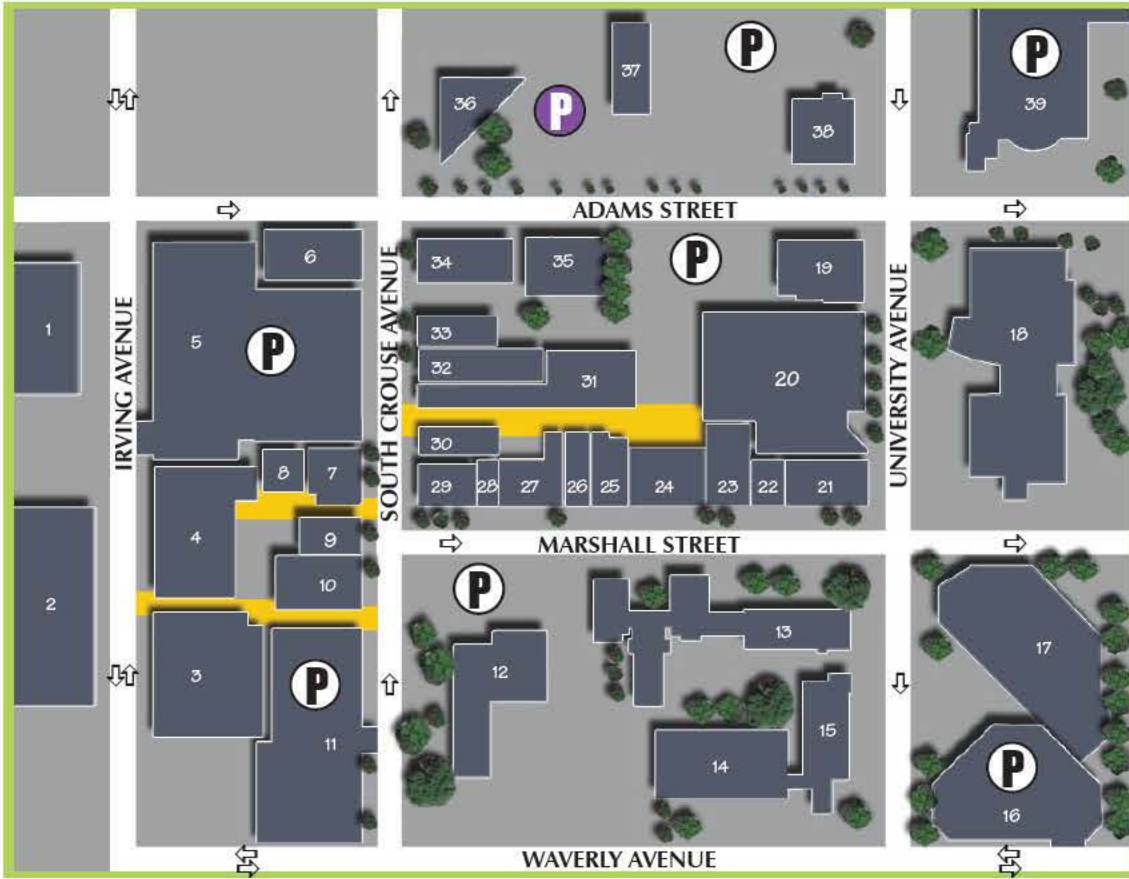 P
37
P
36
P
39
38
ADAMS STREET
6
34
35
P
19
1
5
P
33
32
31
20
18
IRVING AVENUE
SOUTH CROUSE AVENUE
UNIVERSITY AVENUE
30
8
7
29
28
27
26
25
24
23
22
21
4
9
MARSHALL STREET
10
2
P
13
17
3
P
12
11
15
14
P
16
WAVERLY AVENUE